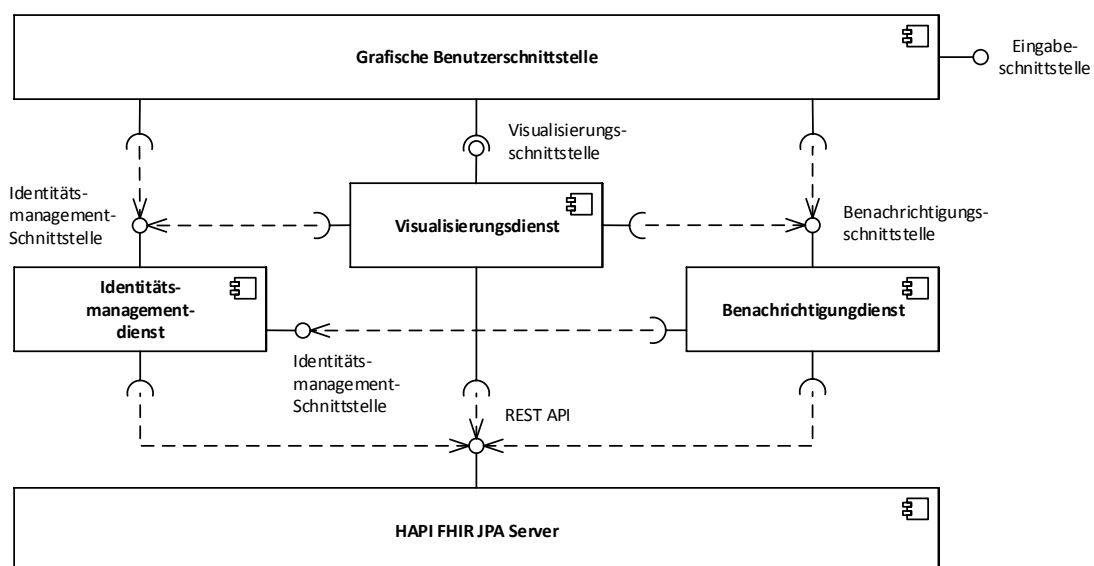 Grafische Benutzerschnittstelle
Eingabe-
schnittstelle
Visualisierungs-
schnittstelle
Identitäts-
management-
Schnittstelle
Visualisierungsdienst
Benachrichtigungs-
schnittstelle
Identitäts-
management-
dienst
Benachrichtigungdienst
Identitäts-
management-
Schnittstelle
REST API
HAPI FHIR JPA Server